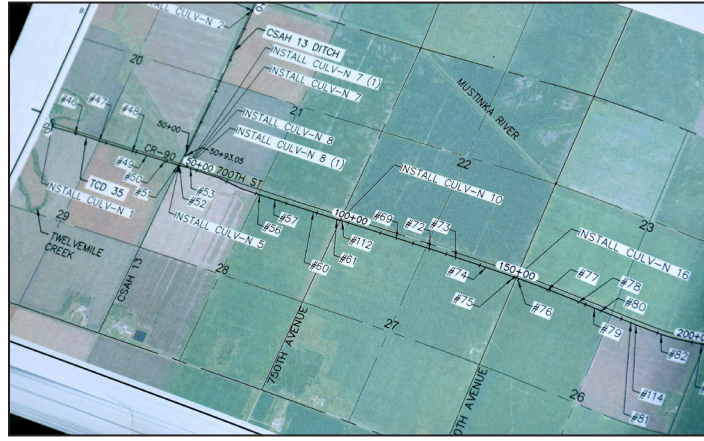 CULV-N 2
CSAH 13 DITCH
INSTALL CULV-N 7 (1)
INSTALL CULV-N 7
20
#46
#47
#48
50+00
21
INSTALL CULV-N 8
INSTALL CULV-N 8 (1)
50+93.05
MUSTINKA RIVER
22
CR-90
50+00 700TH ST
#49
#50
#51
TCD 35
INSTALL CULV-N 1
29
TWELVEMILE
CREEK
#53
#52
INSTALL CULV-N 5
CSAH 13
#57
#56
28
INSTALL CULV-N 10
100+00
#69
#72
#73
#112
#61
#60
#74
23
INSTALL CULV-N 16
150+00
#75
#76
#77
#78
#80
#79
#82
#114
#81
27
26
750TH AVENUE
0TH AVENUE